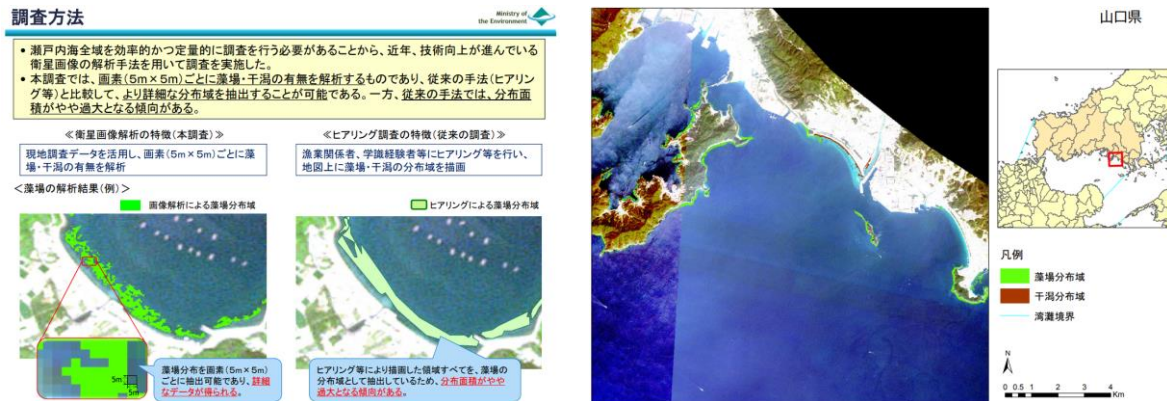 調査方法
Ministry of
the Environment
• 瀬戸内海全域を効率的かつ定量的に調査を行う必要があることから、近年、技術向上が進んでいる
衛星画像の解析手法を用いて調査を実施した。
• 本調査では、画素(5m×5m)ごとに藻場・干潟の有無を解析するものであり、従来の手法(ヒアリン
グ等)と比較して、より詳細な分布域を抽出することが可能である。一方、従来の手法では、分布面
積がやや過大となる傾向がある。
≪衛星画像解析の特徴(本調査)≫
現地調査データを活用し、画素(5m×5m)ごとに藻
場・干潟の有無を解析
<藻場の解析結果(例)>
画像解析による藻場分布域
5m
5m
藻場分布を画素(5m×5m)
ごとに抽出可能であり、詳細
なデータが得られる。
≪ヒアリング調査の特徴(従来の調査)≫
漁業関係者、学識経験者等にヒアリング等を行い、
地図上に藻場・干潟の分布域を描画
ヒアリングによる藻場分布域
ヒアリング等により描画した領域すべてを、藻場の
分布域として抽出しているため、分布面積がやや
過大となる傾向がある。
山口県
凡例
藻場分布域
干潟分布域
湾灘境界
N
0 0.5 1 2 3 4
Km